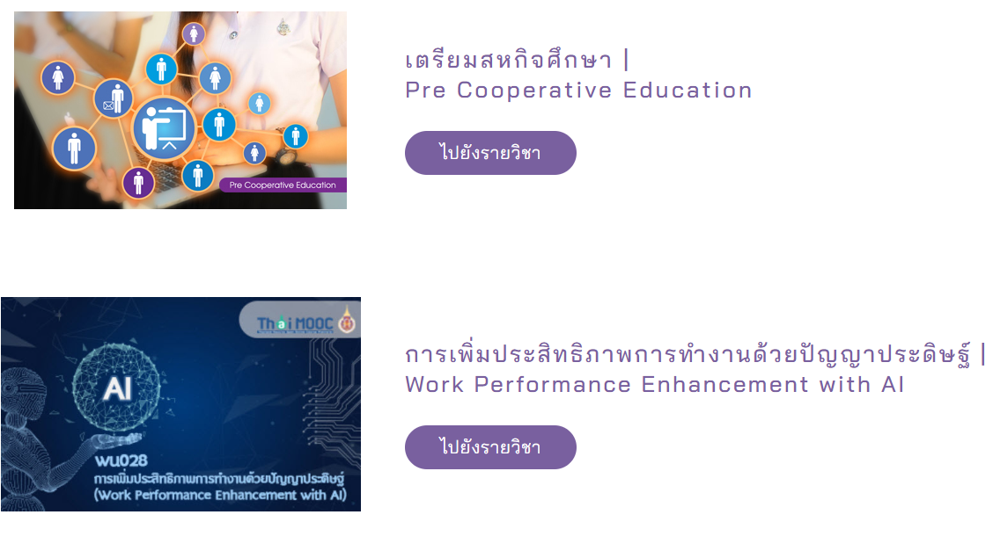 Pre Cooperative Education
เตรียมสหกิจศึกษา |
Pre Cooperative Education
ไปยังรายวิชา
Thai MOOC
AI
พน028
การเพิ่มประสิทธิภาพการทำงานด้วยปัญญาประดิษฐ์
(Work Performance Enhancement with AI)
การเพิ่มประสิทธิภาพการทำงานด้วยปัญญาประดิษฐ์ |
Work Performance Enhancement with AI
ไปยังรายวิชา